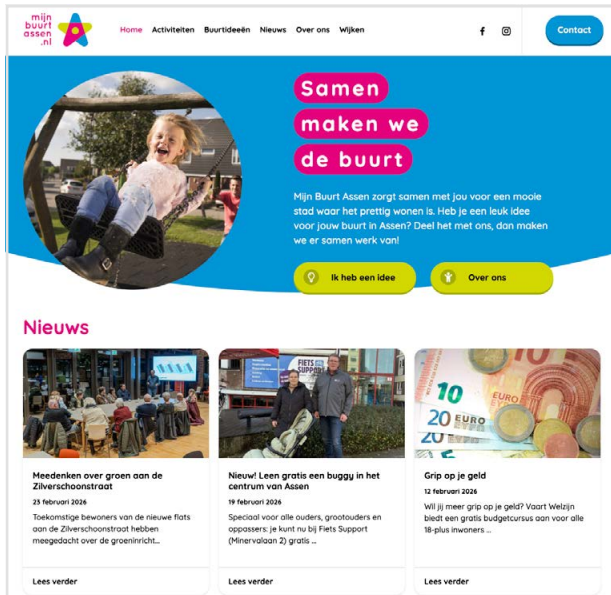 mijn
buurt
assen
.nl
Home Activiteiten Buurtideeën Nieuws Over ons Wijken
Contact
Samen
maken we
de buurt
Mijn Buurt Assen zorgt samen met jou voor een mooie
stad waar het prettig wonen is. Heb je een leuk idee
voor jouw buurt in Assen? Deel het met ons, dan maken
we er samen werk van!
Ik heb een idee
Over ons
Nieuws
FIETS
SUPPORT
10
20 EURO
EURO
10
Meedenken over groen aan de
Zilverschoonstraat
23 februari 2026
Toekomstige bewoners van de nieuwe flats
aan de Zilverschoonstraat hebben
meegedacht over de groeninricht...
Lees verder
Nieuw! Leen gratis een buggy in het
centrum van Assen
19 februari 2026
Speciaal voor alle ouders, grootouders en
oppassers: je kunt nu bij Fiets Support
(Minervalaan 2) gratis ...
Lees verder
Grip op je geld
12 februari 2026
Wil jij meer grip op je geld? Vaart Welzijn
biedt een gratis budgetcursus aan voor alle
18-plus inwoners ...
Lees verder